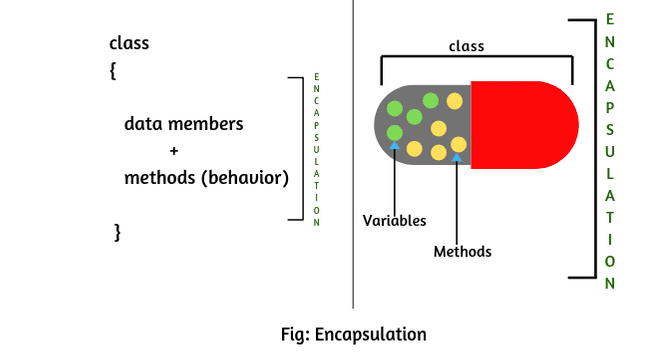 class
{
data members
+
methods (behavior)
}
ENCAPSULATION
class
Variables
Methods
ENCAPSULATION
Fig: Encapsulation